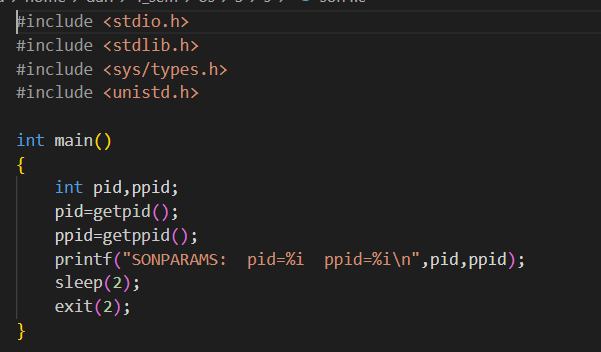 #include <stdio.h>
#include <stdlib.h>
#include <sys/types.h>
#include <unistd.h>
int main()
{
    int pid,ppid;
    pid=getpid();
    ppid=getppid();
    printf("SONPARAMS:  pid=%i  ppid=%i\n",pid,ppid);
    sleep(2);
    exit(2);
}